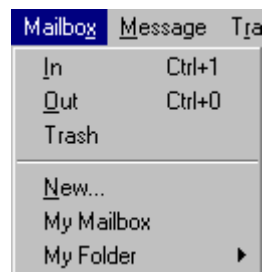 Mailbox Message Tra
In Ctrl+1
Out Ctrl+0
Trash
New...
My Mailbox
My Folder